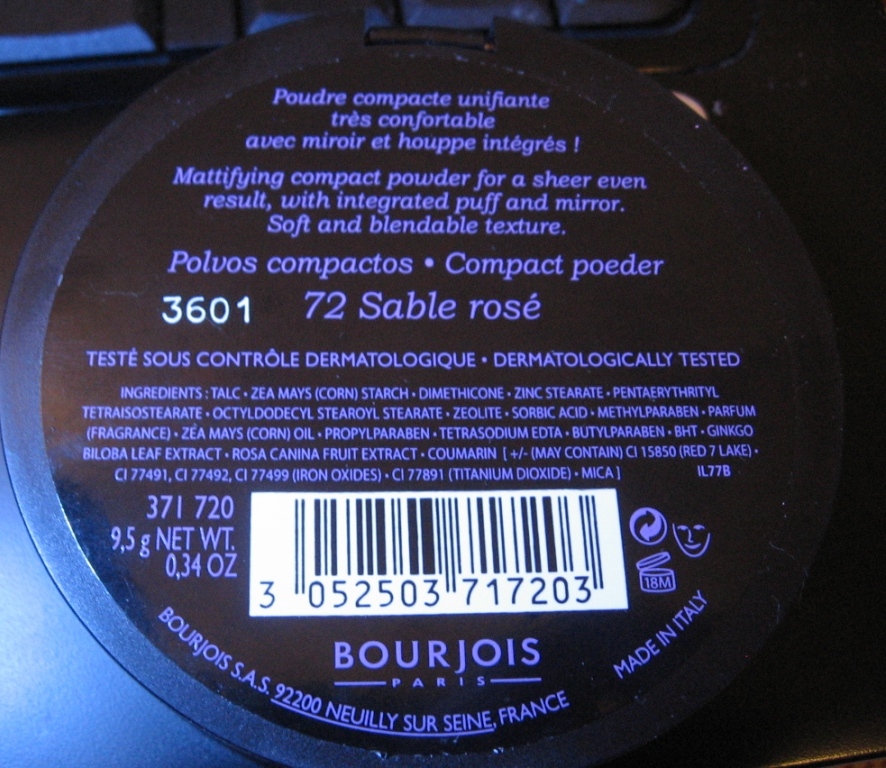 Poudre compacte unifiante
très confortable
avec miroir et houppe intégrés !
Mattifying compact powder for a sheer even
result, with integrated puff and mirror.
Soft and blendable texture.
Polvos compactos • Compact poeder
3601 72 Sable rosé
TESTÉ SOUS CONTRÔLE DERMATOLOGIQUE • DERMATOLOGICALLY TESTED
INGREDIENTS : TALC • ZEA MAYS (CORN) STARCH • DIMETHICONE • ZINC STEARATE • PENTAERYTHRITYL
TETRAISOSTEARATE • OCTYLDODECYL STEAROYL STEARATE • ZEOLITE • SORBIC ACID • METHYLPARABEN • PARFUM
(FRAGRANCE) • ZEA MAYS (CORN) OIL • PROPYLPARABEN • TETRASODIUM EDTA • BUTYLPARABEN • BHT • GINKGO
BILOBA LEAF EXTRACT • ROSA CANINA FRUIT EXTRACT • COUMARIN [ +/- (MAY CONTAIN) CI 15850 (RED 7 LAKE) •
CI 77491, CI 77492, CI 77499 (IRON OXIDES) • CI 77891 (TITANIUM DIOXIDE) • MICA ] IL77B
371 720
9,5 g NET WT.
0,34 OZ
3 052503 717203
18M
BOURJOIS
PARIS
BOURJOIS S.A.S. 92200 NEUILLY SUR SEINE, FRANCE
MADE IN ITALY